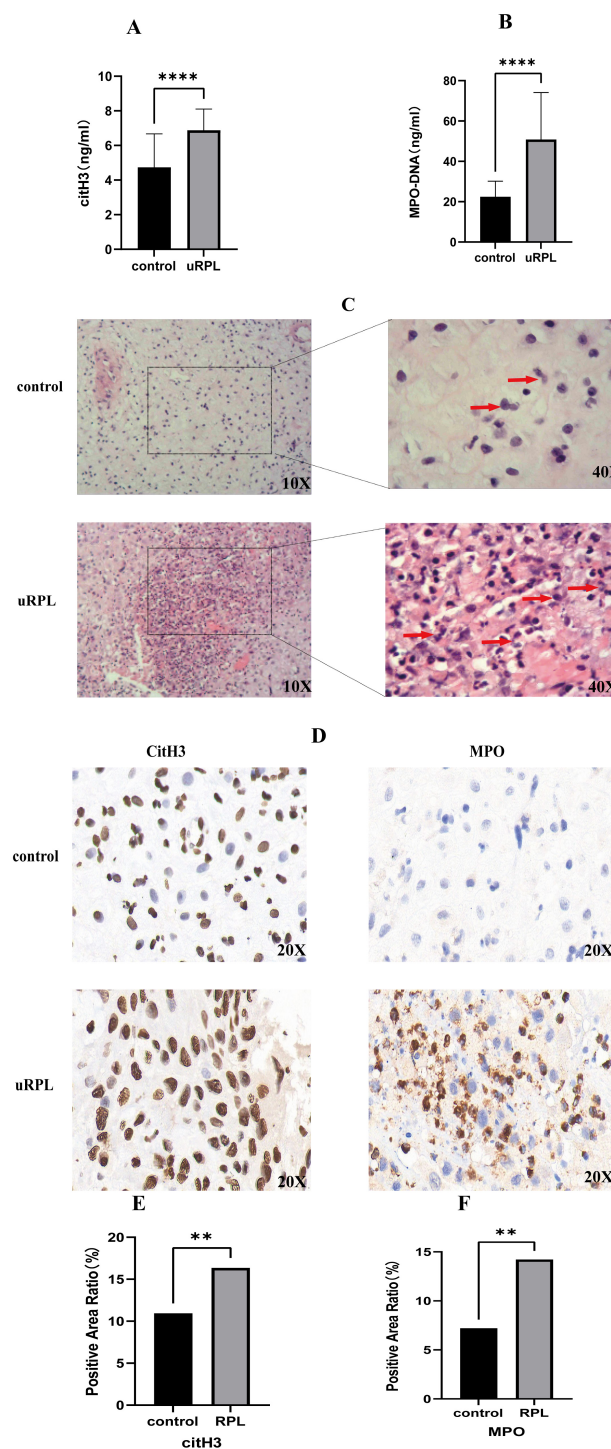 A
B
****
10
8
6
4
2
0
citH3(ng/ml)
control
uRPL
****
80
60
40
20
0
MPO-DNA(ng/ml)
control
uRPL
C
control
10X
40X
uRPL
10X
40X
D
CitH3
MPO
control
20X
20X
uRPL
20X
20X
E
F
**
20
15
10
5
0
Positive Area Ratio(%)
control
RPL
citH3
**
15
10
5
0
Positive Area Ratio(%)
control
RPL
MPO